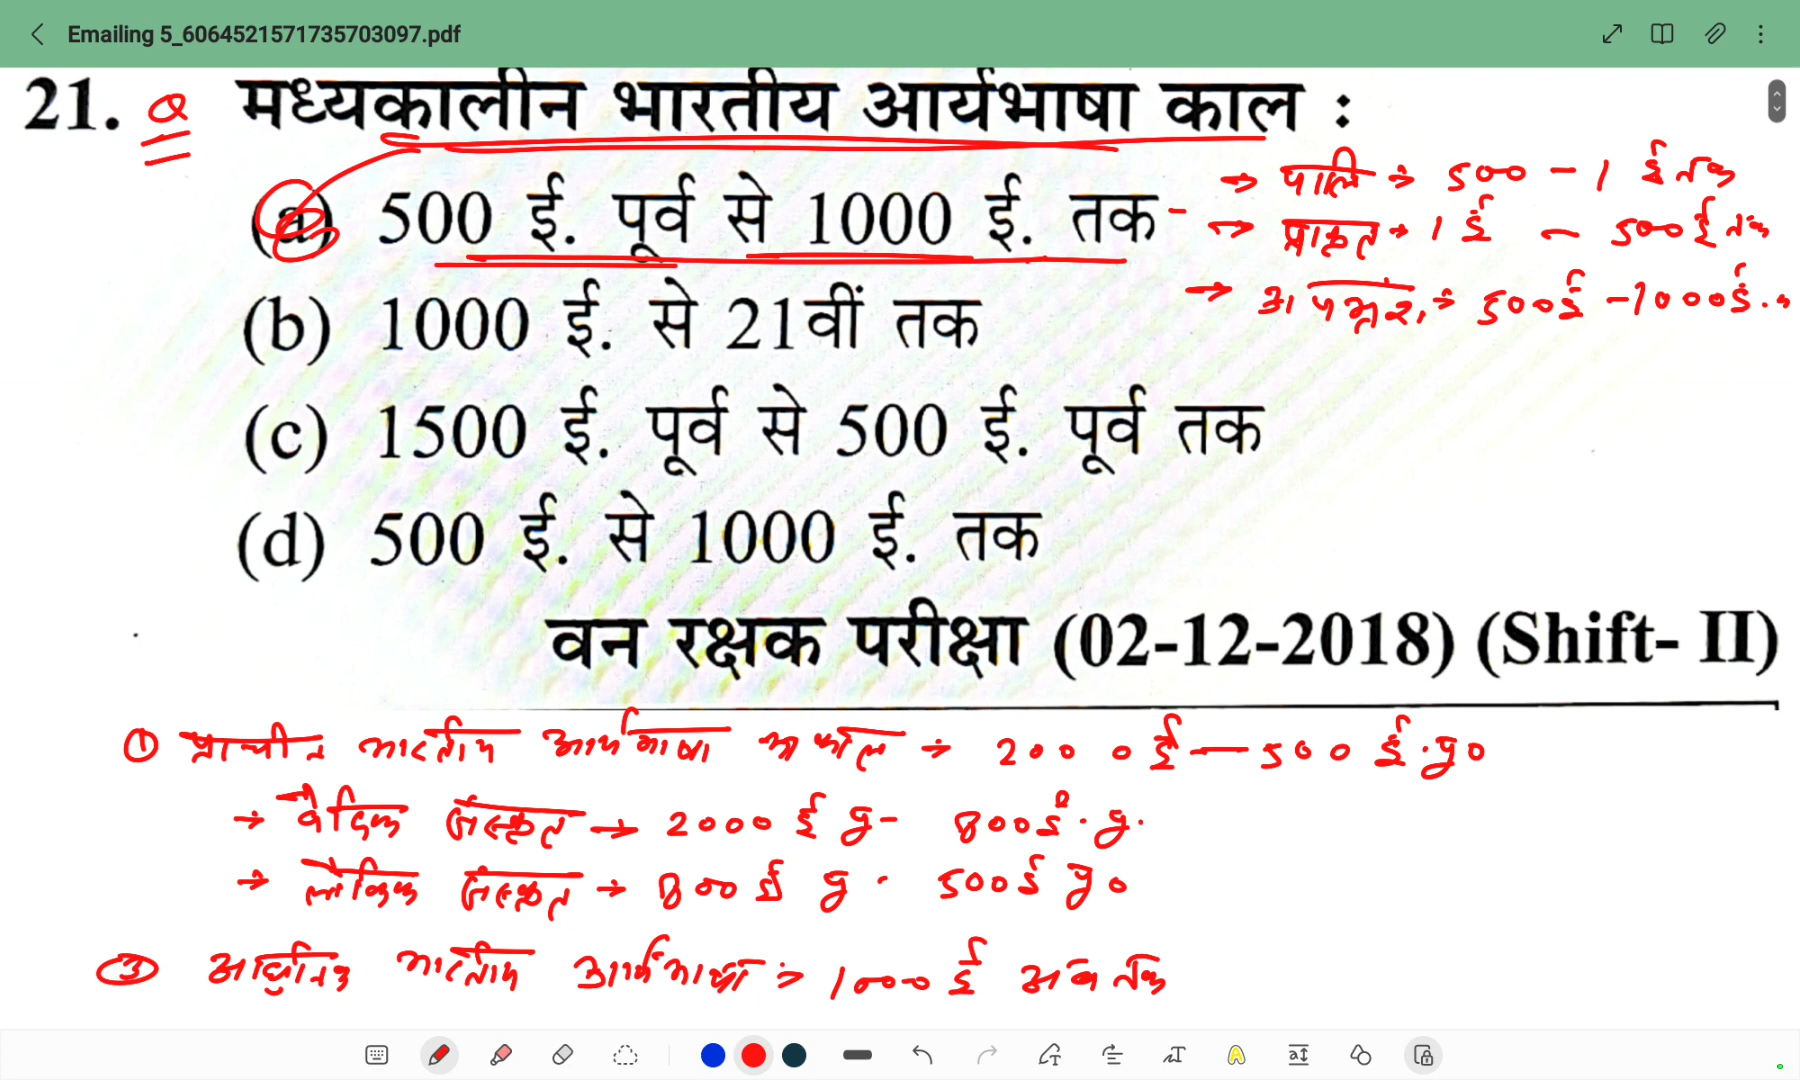 Emailing 5_6064521571735703097.pdf
21. Q मध्यकालीन भारतीय आर्यभाषा काल :
(a) 500 ई. पूर्व से 1000 ई. तक
→ पालि → 500 - 1 ई तक
→ प्राकृत → 1 ई - 500 ई तक
→ अपभ्रंश → 500 ई - 1000 ई.
(b) 1000 ई. से 21वीं तक
(c) 1500 ई. पूर्व से 500 ई. पूर्व तक
(d) 500 ई. से 1000 ई. तक
वन रक्षक परीक्षा (02-12-2018) (Shift- II)
① प्राचीन भारतीय आर्यभाषा काल → 2000 ई - 500 ई.पू०
→ वैदिक संस्कृत → 2000 ई पू - 800 ई.पू.
→ लौकिक संस्कृत → 800 ई पू. 500 ई पू०
③ आधुनिक भारतीय आर्यभाषा → 1000 ई अब तक